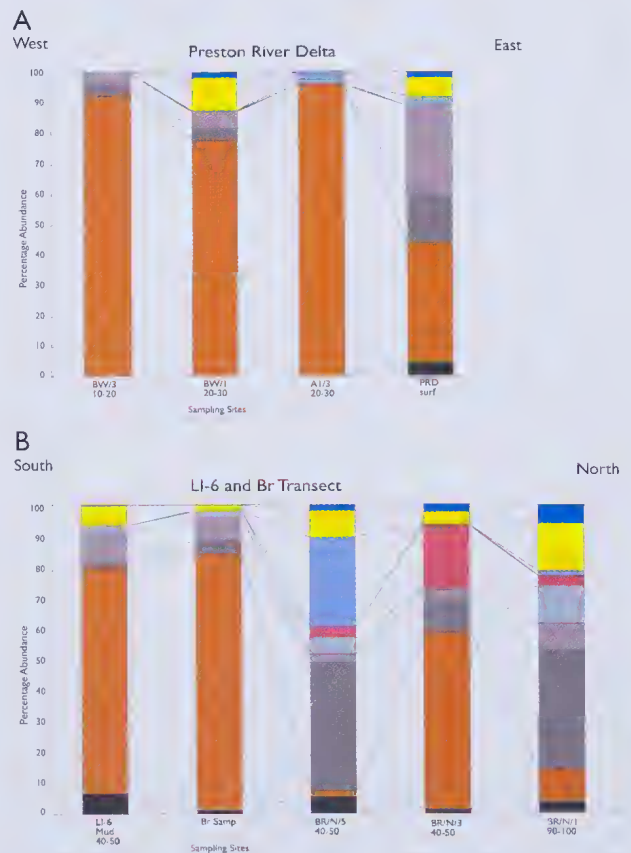 A
West
East
Preston River Delta
100
90
80
70
60
50
40
30
20
10
0
Percentage Abundance
BW/3 BW/1 A1/3 PRD
10-20 20-30 20-30 surf
Sampling Sites
B
South
North
LI-6 and Br Transect
100
90
80
70
60
50
40
30
20
10
0
Percentage Abundance
LI-6 Br Samp BR/N/5 BR/N/3 BR/N/1
Mud 40-50 40-50 90-100
40-50
Sampling Sites